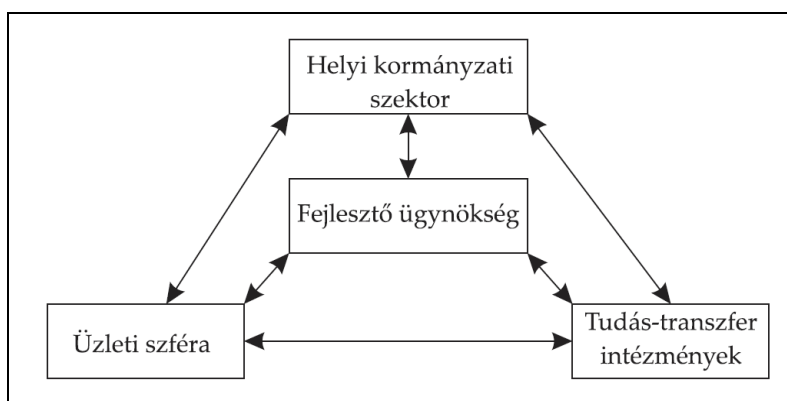 Helyi kormányzati
szektor
Fejlesztő ügynökség
Üzleti szféra
Tudás-transzfer
intézmények